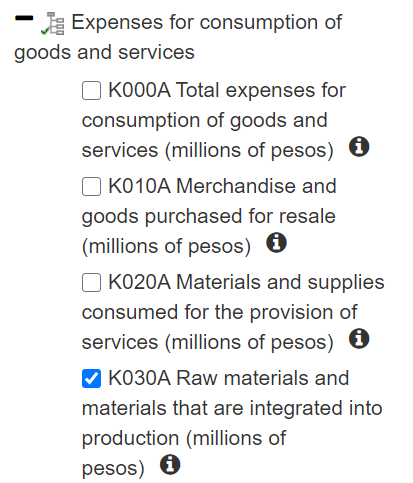 Expenses for consumption of
goods and services
K000A Total expenses for
consumption of goods and
services (millions of pesos)
K010A Merchandise and
goods purchased for resale
(millions of pesos)
K020A Materials and supplies
consumed for the provision of
services (millions of pesos)
K030A Raw materials and
materials that are integrated into
production (millions of
pesos)